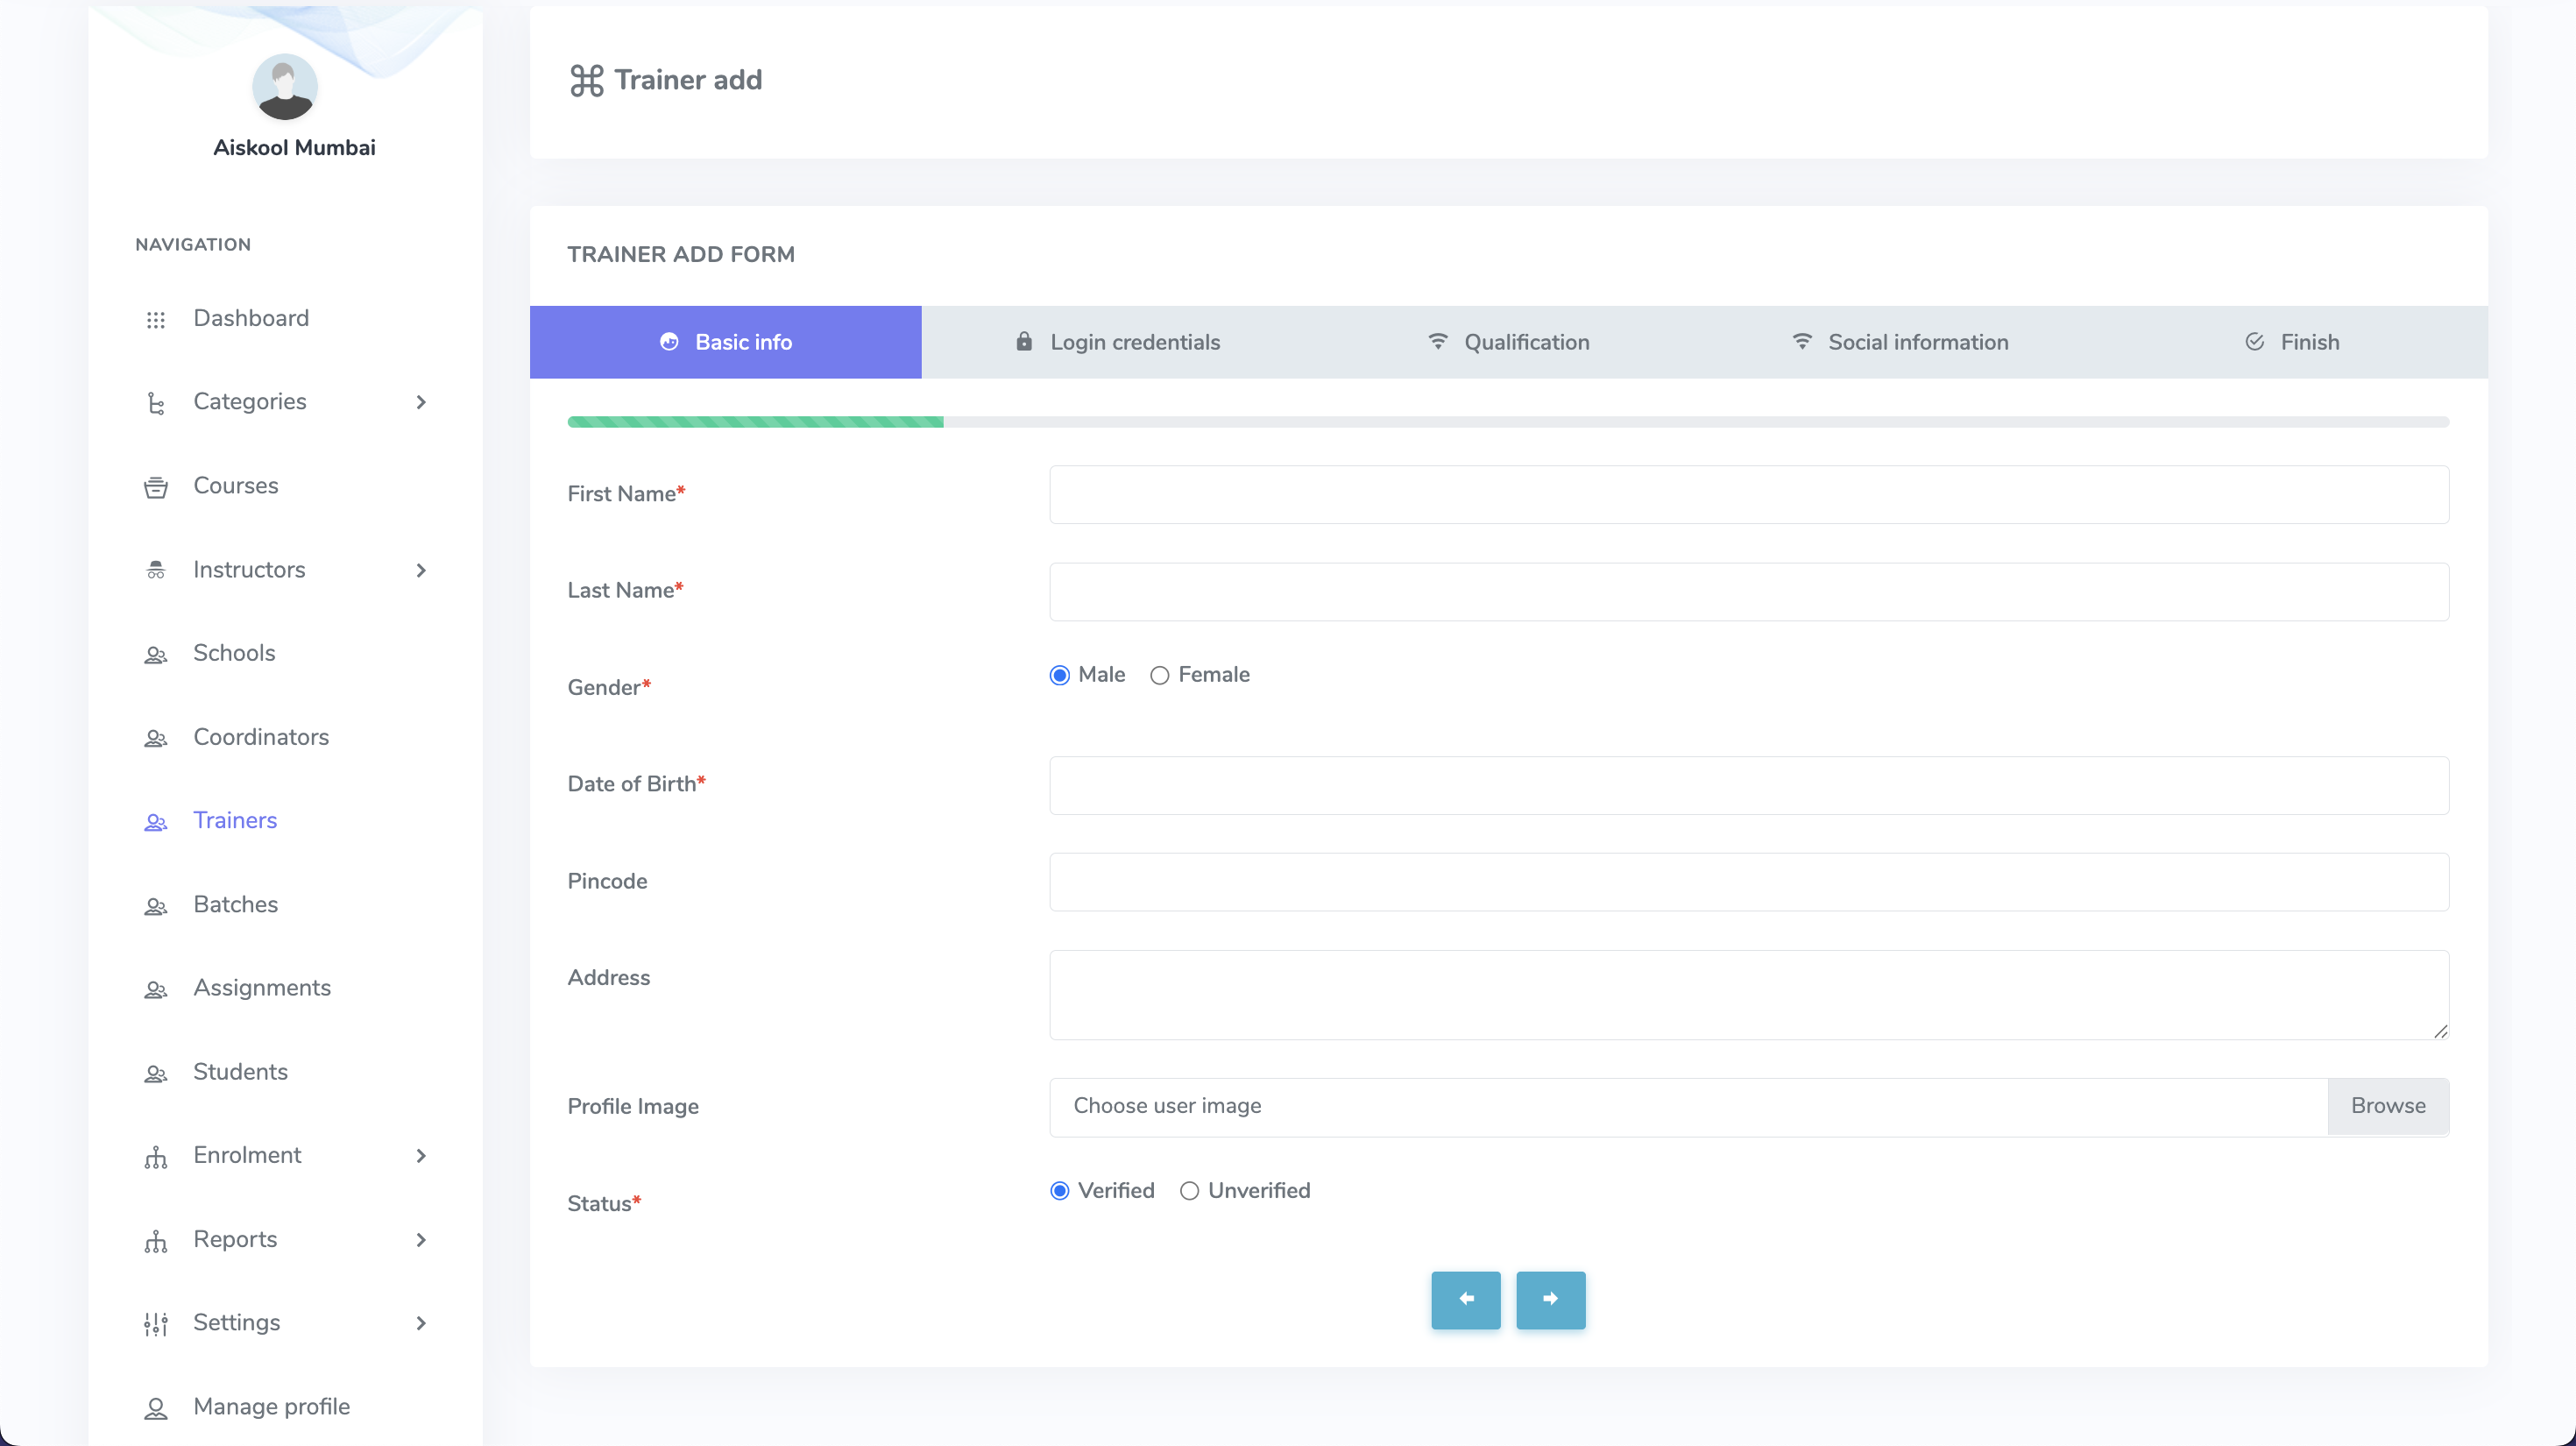 Aiskool Mumbai
NAVIGATION
Dashboard
Categories
Courses
Instructors
Schools
Coordinators
Trainers
Batches
Assignments
Students
Enrolment
Reports
Settings
Manage profile
Trainer add
TRAINER ADD FORM
Basic info
Login credentials
Qualification
Social information
Finish
First Name*
Last Name*
Gender*
Male Female
Date of Birth*
Pincode
Address
Profile Image
Choose user image Browse
Status*
Verified Unverified